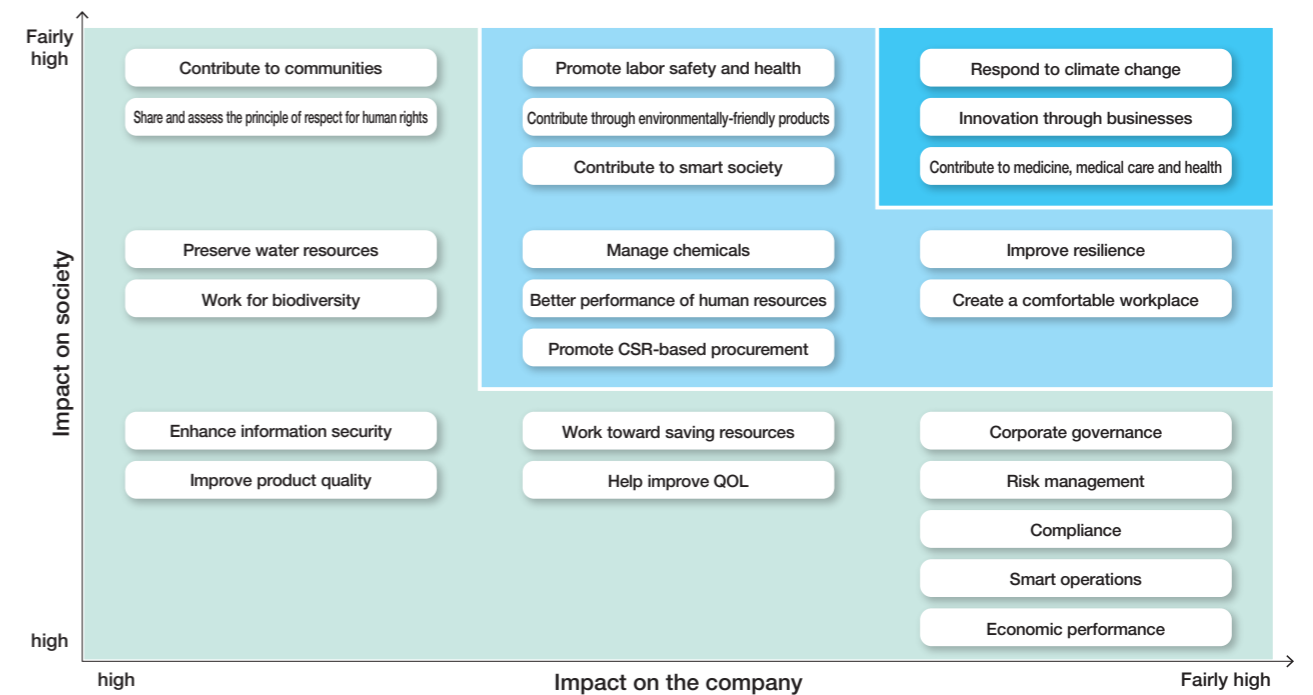 Fairly
high
Contribute to communities
Promote labor safety and health
Respond to climate change
Share and assess the principle of respect for human rights
Contribute through environmentally-friendly products
Innovation through businesses
Contribute to smart society
Contribute to medicine, medical care and health
Impact on society
Preserve water resources
Manage chemicals
Improve resilience
Work for biodiversity
Better performance of human resources
Create a comfortable workplace
Promote CSR-based procurement
Enhance information security
Work toward saving resources
Corporate governance
Improve product quality
Help improve QOL
Risk management
Compliance
Smart operations
Economic performance
high
high
Impact on the company
Fairly high